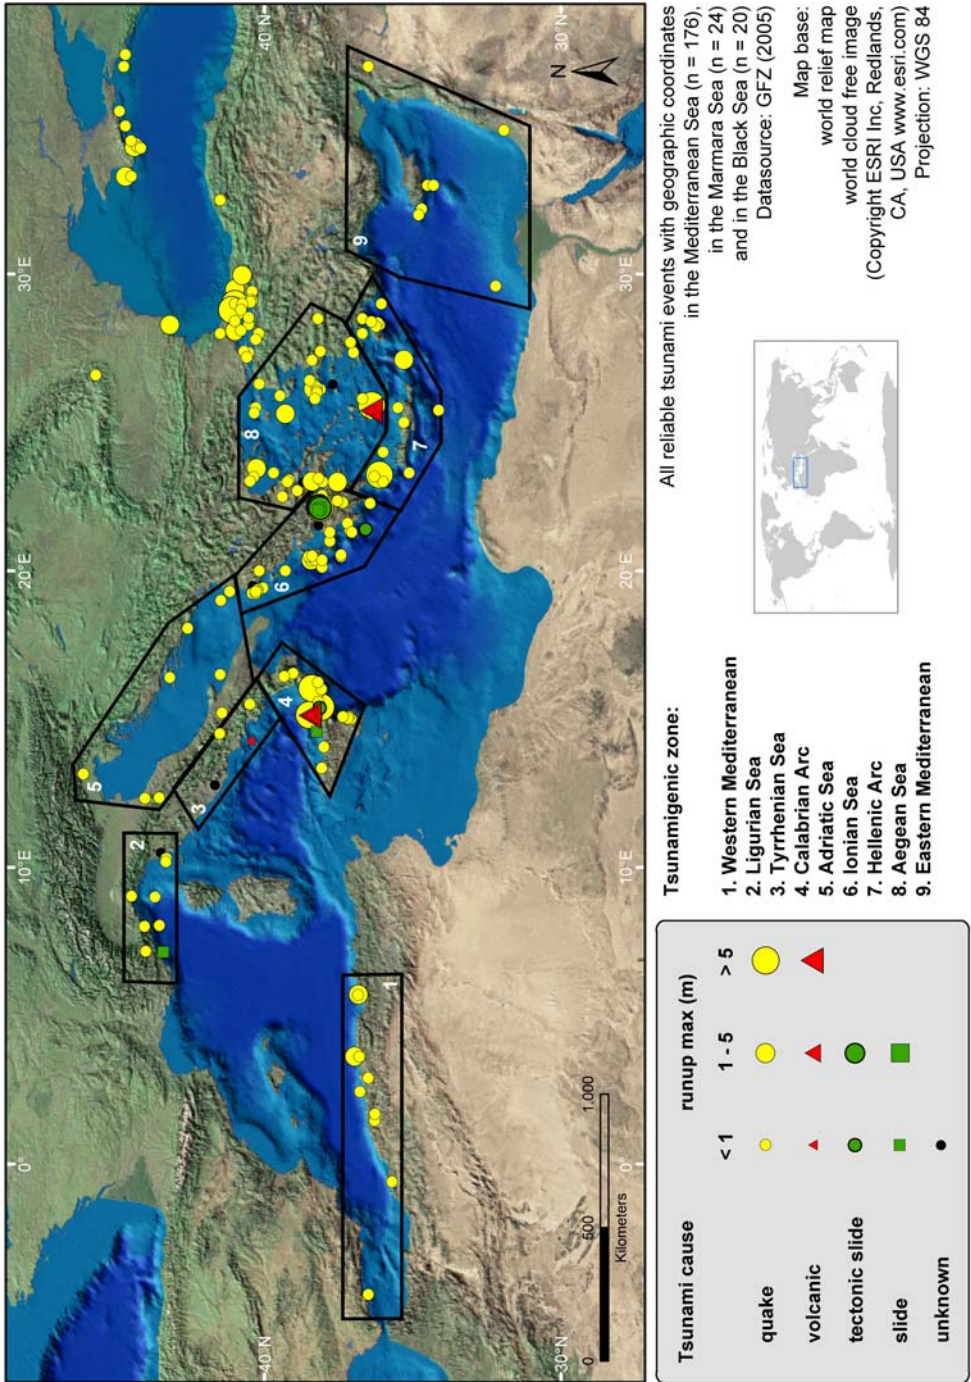 40°N
30°N
0°
10°E
20°E
30°E
40°N
30°N
1
2
3
4
5
6
7
8
9
N
0
500
1,000
Kilometers
Tsunami cause
runup max (m)
< 1
1 - 5
> 5
quake
volcanic
tectonic slide
slide
unknown
Tsunamigenic zone:
1. Western Mediterranean
2. Ligurian Sea
3. Tyrrhenian Sea
4. Calabrian Arc
5. Adriatic Sea
6. Ionian Sea
7. Hellenic Arc
8. Aegean Sea
9. Eastern Mediterranean
All reliable tsunami events with geographic coordinates
in the Mediterranean Sea (n = 176),
in the Marmara Sea (n = 24)
and in the Black Sea (n = 20)
Datasource: GFZ (2005)
Map base:
world relief map
world cloud free image
(Copyright ESRI Inc, Redlands,
CA, USA www.esri.com)
Projection: WGS 84